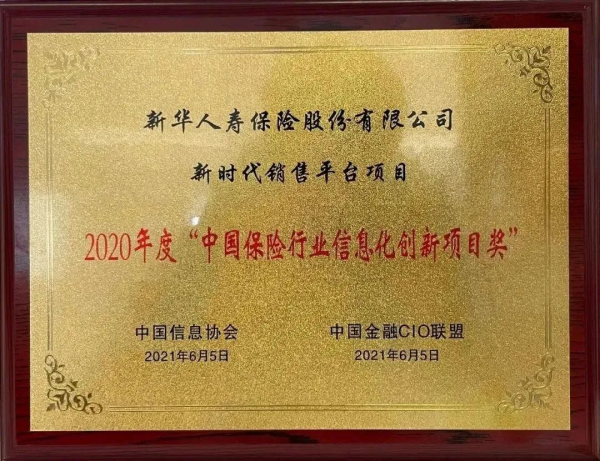 新华人寿保险股份有限公司
新时代销售平台项目
2020年度“中国保险行业信息化创新项目奖”
中国信息协会 中国金融CIO联盟
2021年6月5日 2021年6月5日